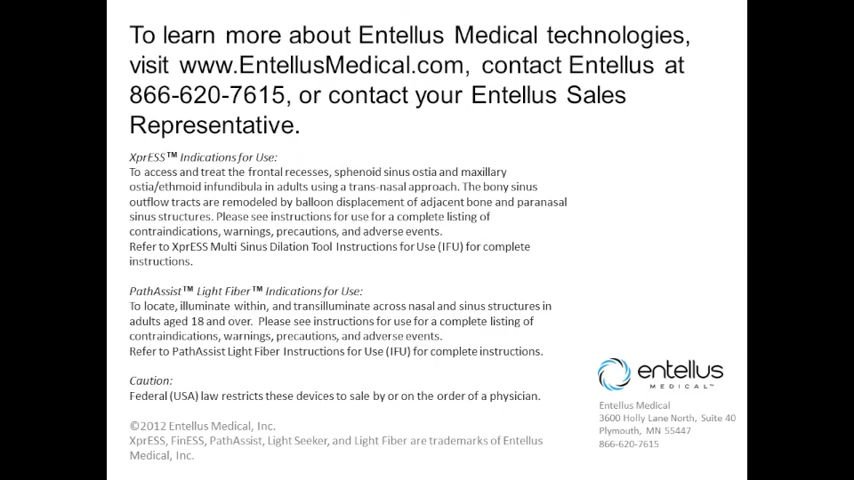 To learn more about Entellus Medical technologies,
visit www.EntellusMedical.com, contact Entellus at
866-620-7615, or contact your Entellus Sales
Representative.
XprESS™ Indications for Use:
To access and treat the frontal recesses, sphenoid sinus ostia and maxillary
ostia/ethmoid infundibula in adults using a trans-nasal approach. The bony sinus
outflow tracts are remodeled by balloon displacement of adjacent bone and paranasal
sinus structures. Please see instructions for use for a complete listing of
contraindications, warnings, precautions, and adverse events.
Refer to XprESS Multi Sinus Dilation Tool Instructions for Use (IFU) for complete
instructions.
PathAssist™ Light Fiber™ Indications for Use:
To locate, illuminate within, and transilluminate across nasal and sinus structures in
adults aged 18 and over. Please see instructions for use for a complete listing of
contraindications, warnings, precautions, and adverse events.
Refer to PathAssist Light Fiber Instructions for Use (IFU) for complete instructions.
Caution:
Federal (USA) law restricts these devices to sale by or on the order of a physician.
©2012 Entellus Medical, Inc.
XprESS, FinESS, PathAssist, Light Seeker, and Light Fiber are trademarks of Entellus
Medical, Inc.
entellus
MEDICAL™
Entellus Medical
3600 Holly Lane North, Suite 40
Plymouth, MN 55447
866-620-7615